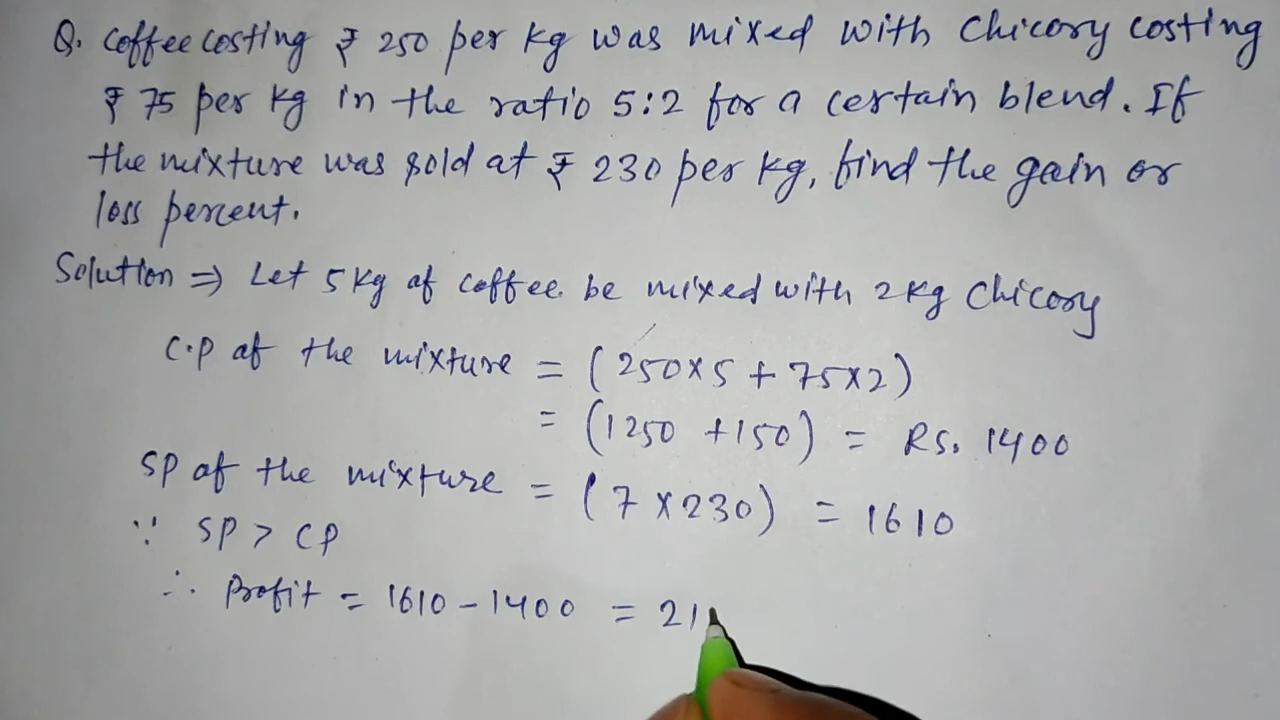 Q. Coffee costing ₹ 250 per kg was mixed with Chicory costing
₹ 75 per kg in the ratio 5:2 for a certain blend. If
the mixture was sold at ₹ 230 per kg, find the gain or
loss percent.
Solution ⇒ Let 5 kg of coffee be mixed with 2 kg Chicory
C.P of the mixture = (250×5 + 75×2)
= (1250 +150) = RS. 1400
SP of the mixture = (7 ×230) = 1610
∵ SP > CP
∴ Profit = 1610 - 1400 = 21